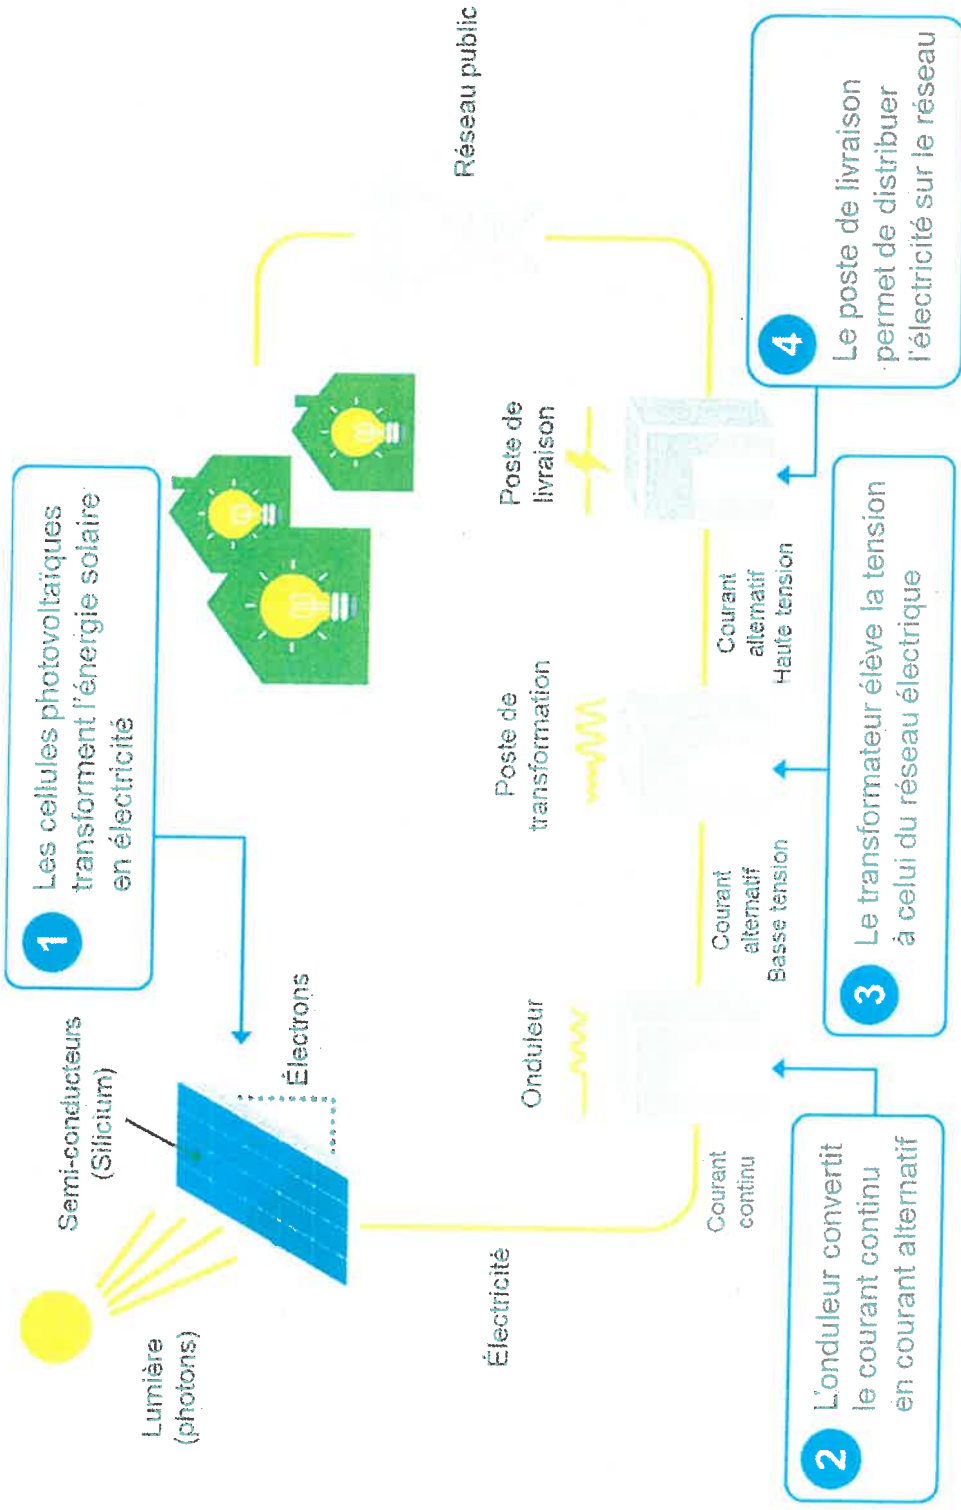 Lumière
(photons)
Semi-conducteurs
(Silicium)
1
Les cellules photovoltaïques
transforment l'énergie solaire
en électricité
Électrons
Électricité
Courant
continu
Onduleur
Courant
alternatif
Basse tension
Poste de
transformation
Courant
alternatif
Haute tension
Poste de
livraison
Réseau public
2
L'onduleur convertit
le courant continu
en courant alternatif
3
Le transformateur élève la tension
à celui du réseau électrique
4
Le poste de livraison
permet de distribuer
l'électricité sur le réseau